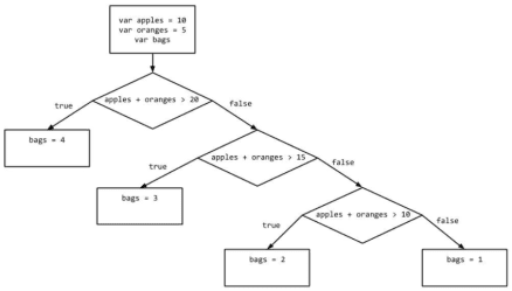 var apples = 10
var oranges = 5
var bags
apples + oranges > 20
true
false
bags = 4
apples + oranges > 15
true
false
bags = 3
apples + oranges > 10
true
false
bags = 2
bags = 1